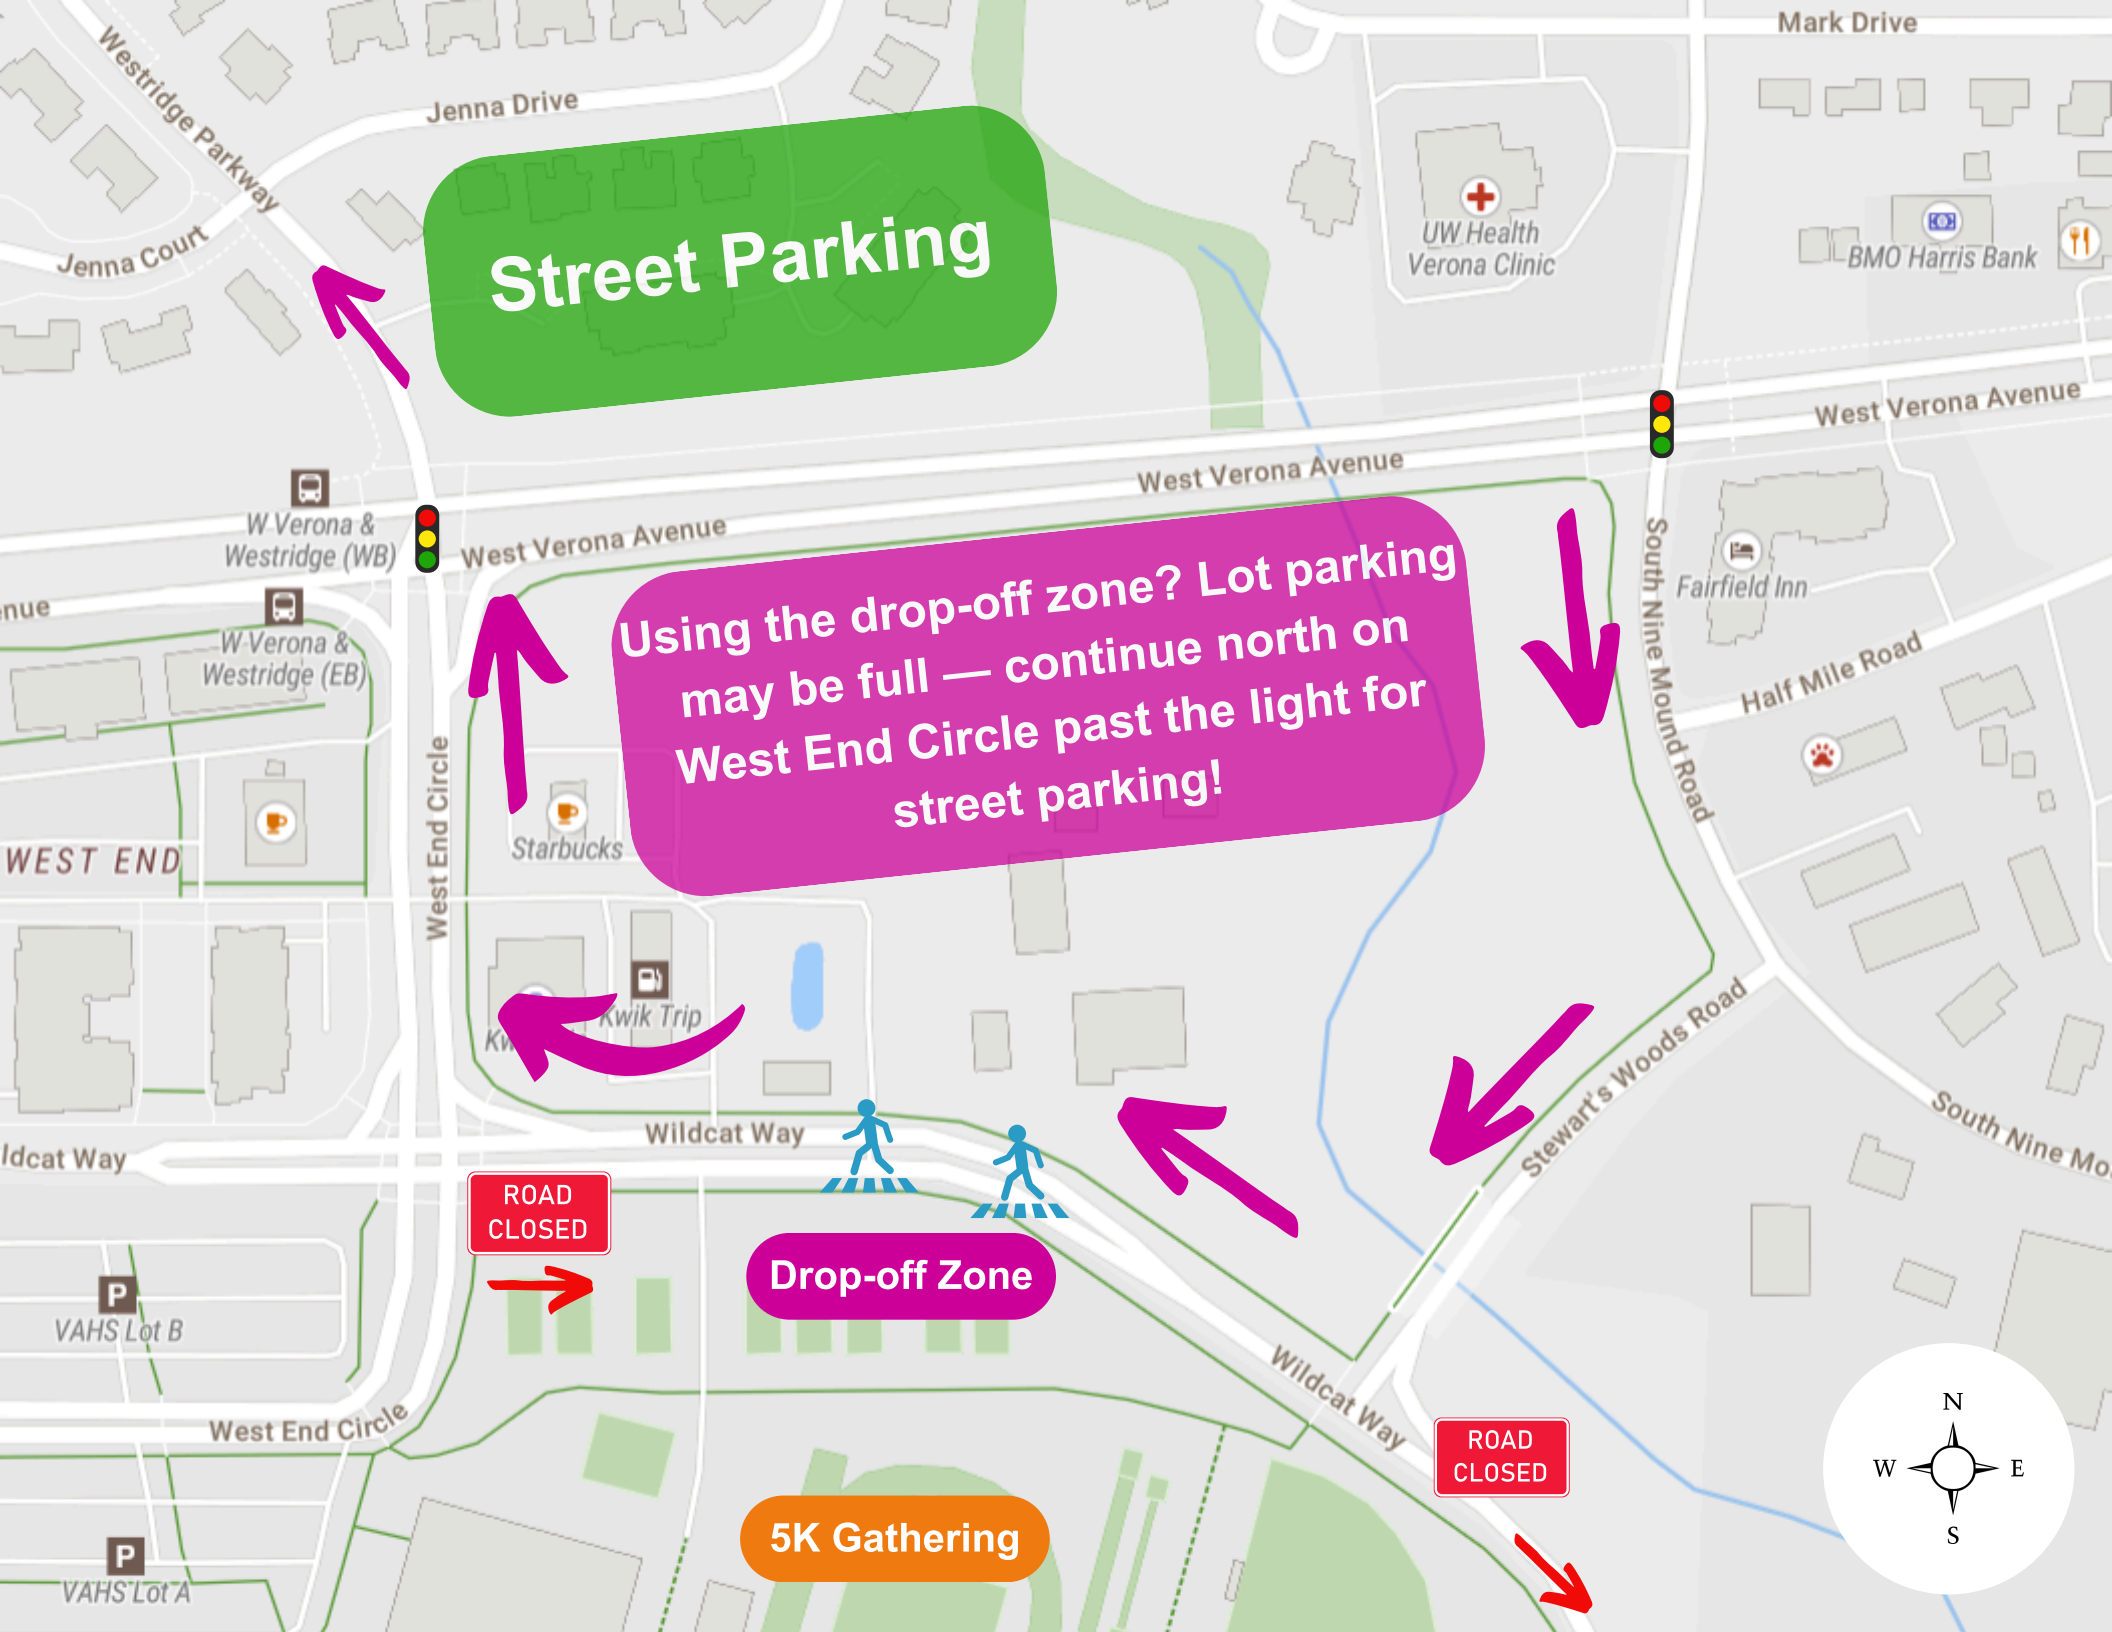 Mark Drive
Westridge Parkway
Jenna Drive
Street Parking
UW Health
Verona Clinic
BMO Harris Bank
Jenna Court
West Verona Avenue
West Verona Avenue
W Verona &
Westridge (WB)
West Verona Avenue
enue
W Verona &
Westridge (EB)
Using the drop-off zone? Lot parking
may be full — continue north on
West End Circle past the light for
street parking!
South Nine Mound Road
Fairfield Inn
Half Mile Road
West End Circle
Starbucks
WEST END
Kwik Trip
Kw
Stewart's Woods Road
South Nine Mo
Wildcat Way
ldcat Way
ROAD
CLOSED
Drop-off Zone
P
VAHS Lot B
Wildcat Way
West End Circle
ROAD
CLOSED
N
W
E
S
5K Gathering
P
VAHS Lot A